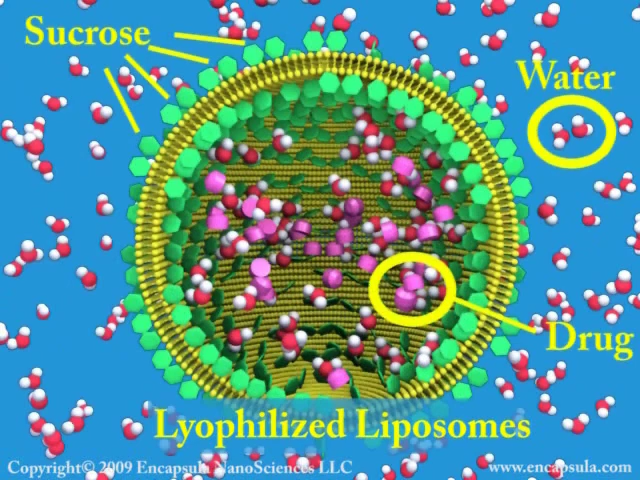 Sucrose
Water
Drug
Lyophilized Liposomes
Copyright© 2009 Encapsula NanoSciences LLC
www.encapsula.com